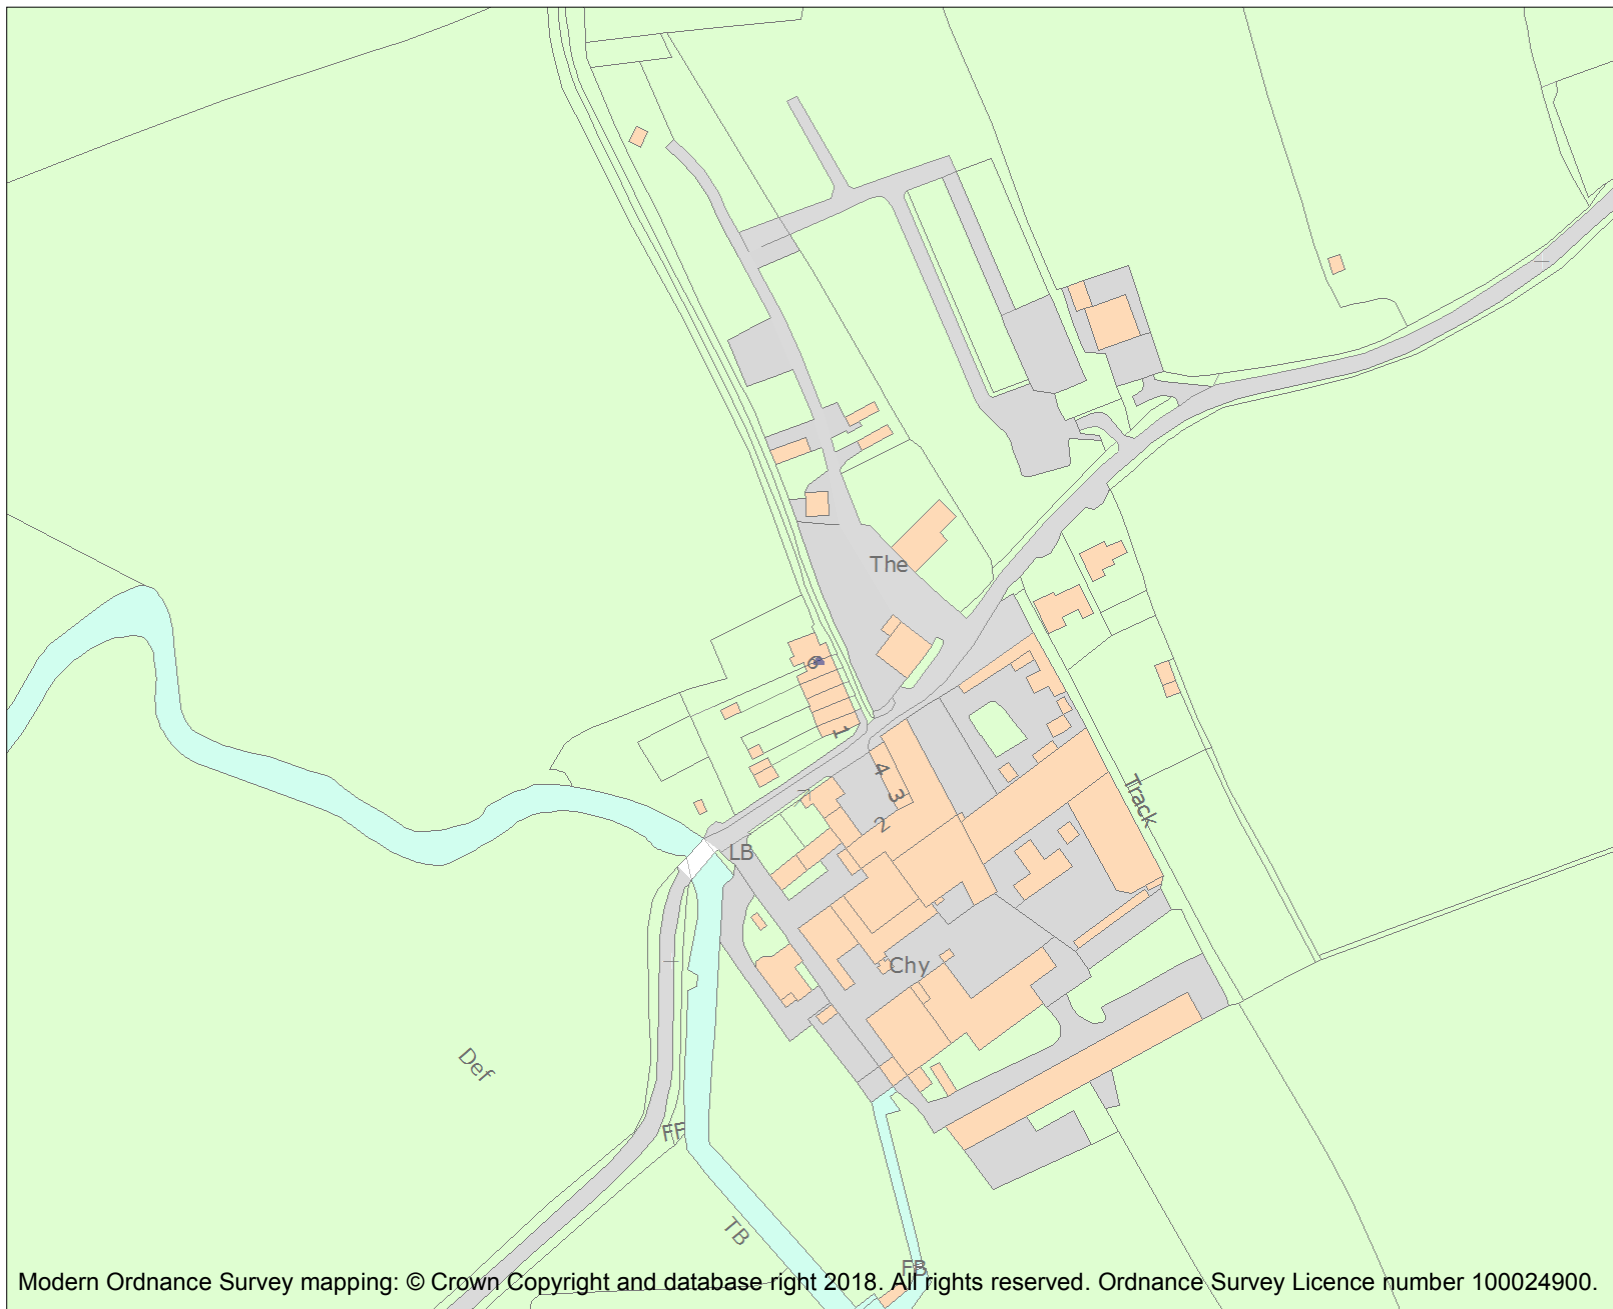 The
6
1
4
3
2
Track
LB
Chy
Def
FF
TB
FB
Modern Ordnance Survey mapping: © Crown Copyright and database right 2018. All rights reserved. Ordnance Survey Licence number 100024900.